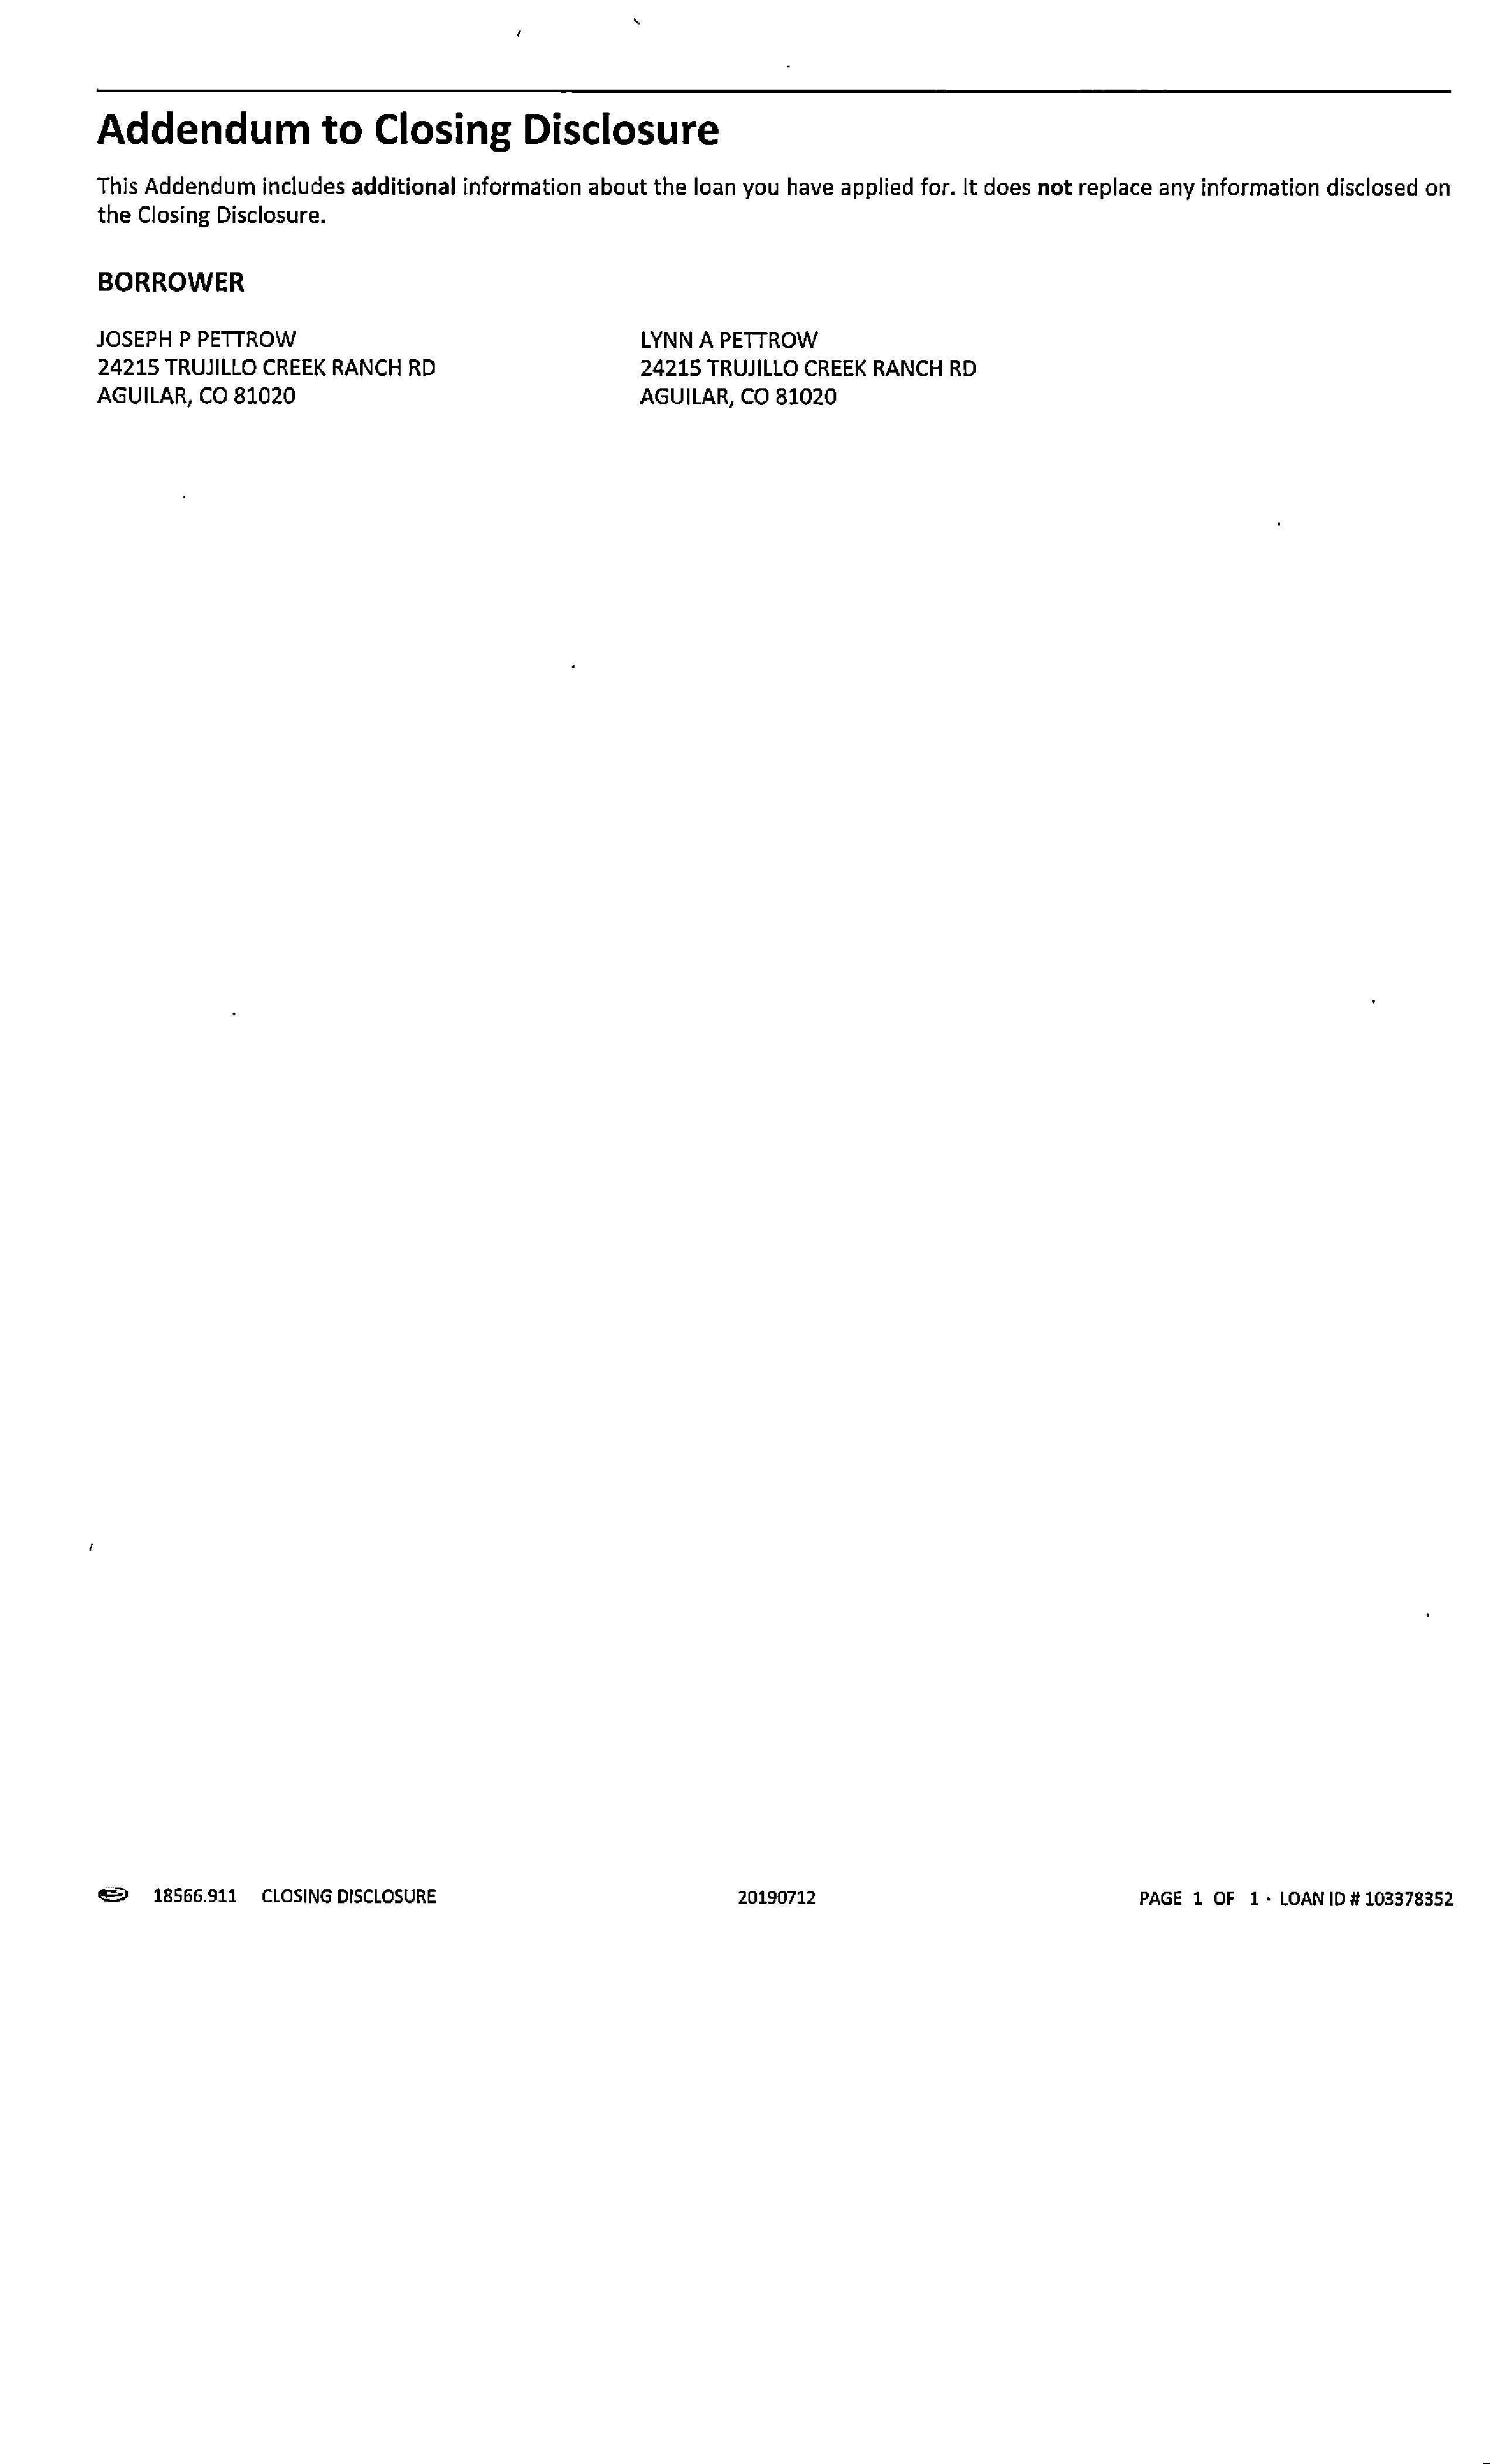 Addendum to Closing Disclosure
This Addendum includes additional information about the loan you have applied for. It does not replace any information disclosed on
the Closing Disclosure.
BORROWER
JOSEPH P PETTROW
24215 TRUJILLO CREEK RANCH RD
AGUILAR, CO 81020
LYNN A PETTROW
24215 TRUJILLO CREEK RANCH RD
AGUILAR, CO 81020
18566.911 CLOSING DISCLOSURE 20190712 PAGE 1 OF 1 · LOAN ID # 103378352